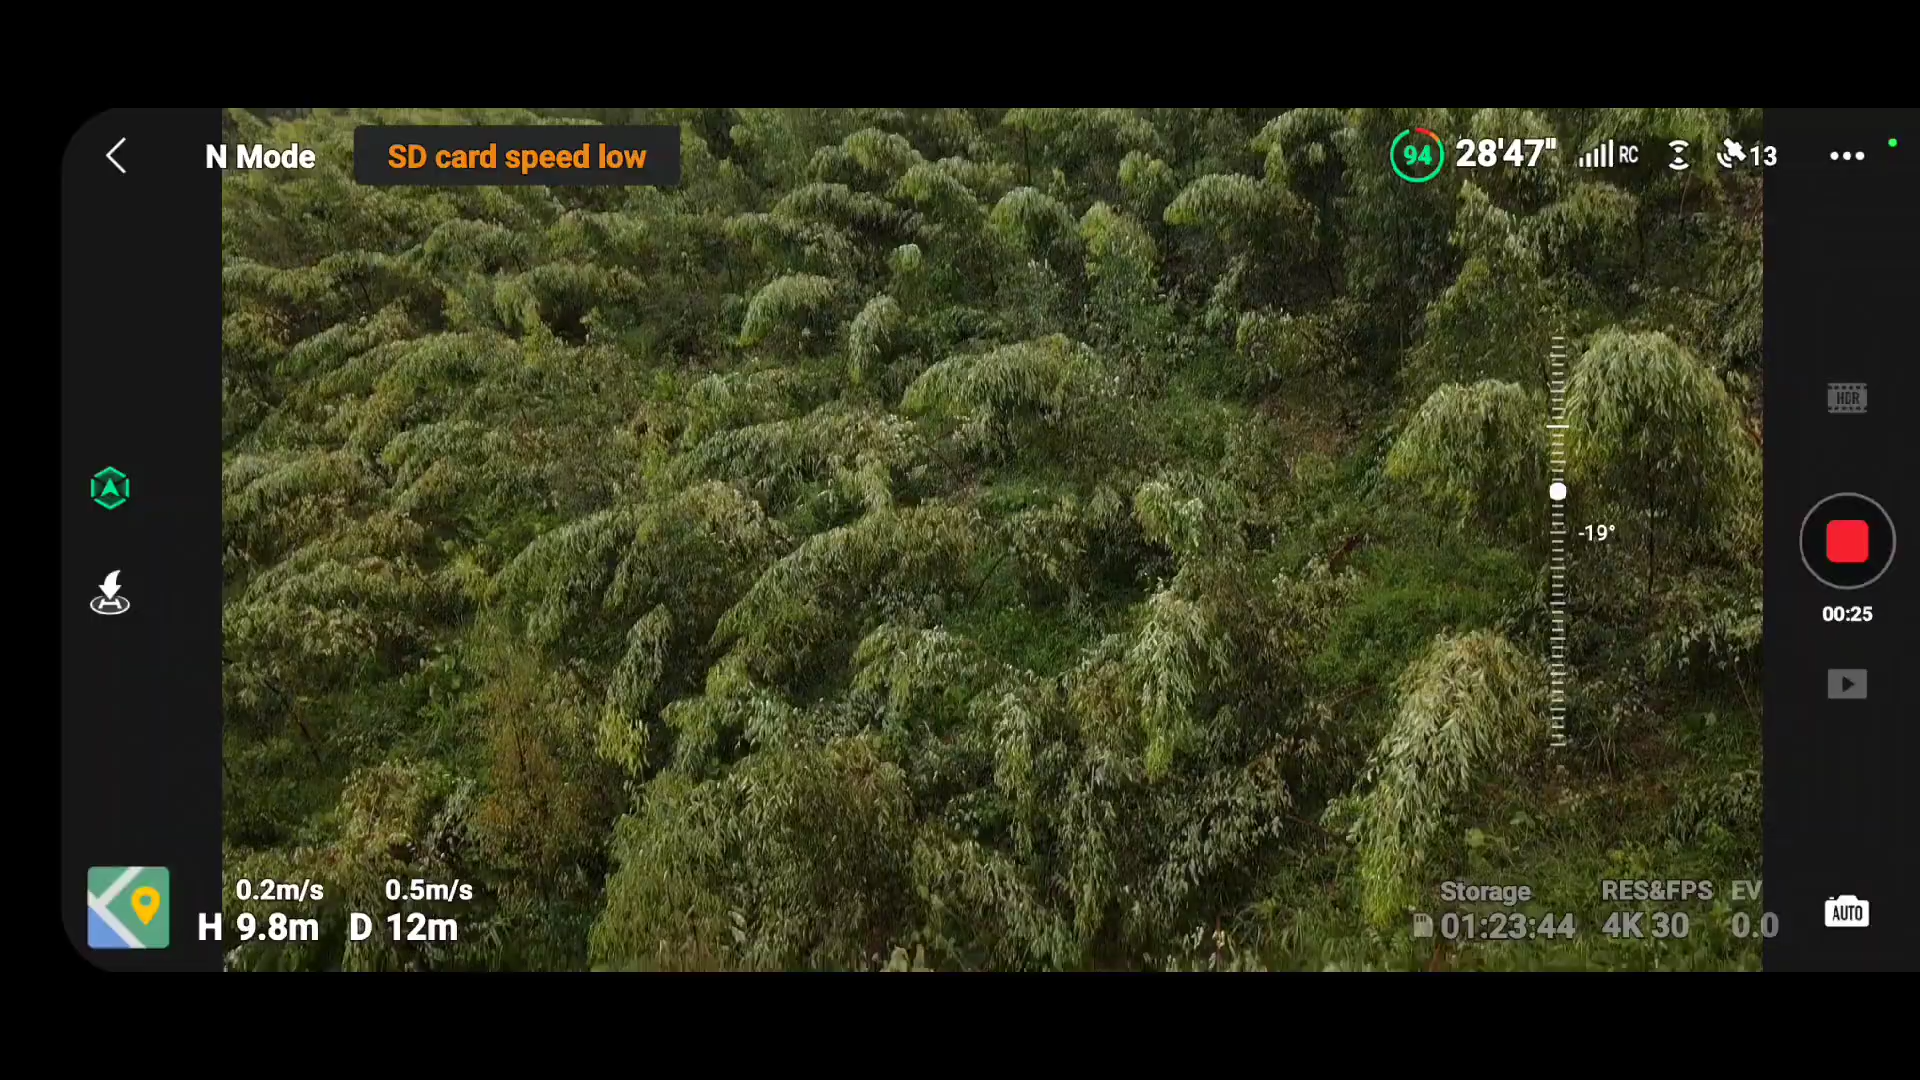 N Mode
SD card speed low
94
28'47"
RC
13
HDR
-19°
00:25
0.2m/s
0.5m/s
H 9.8m
D 12m
Storage
RES&FPS
EV
01:23:44
4K 30
0.0
AUTO